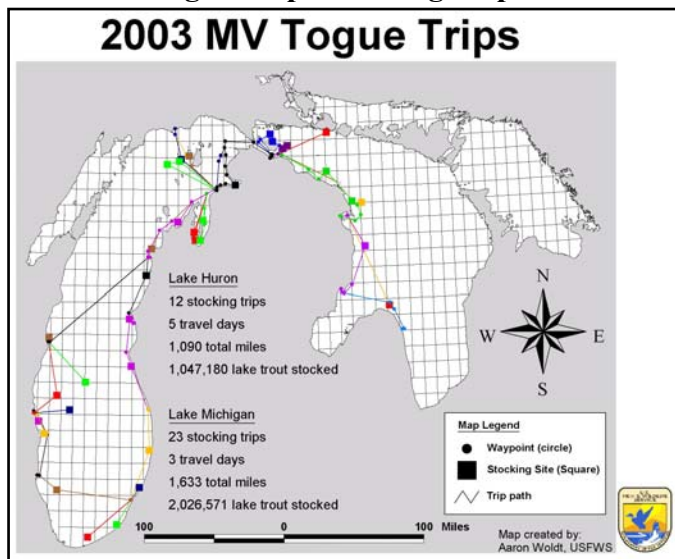 2003 MV Togue Trips
Lake Huron
12 stocking trips
5 travel days
1,090 total miles
1,047,180 lake trout stocked
Lake Michigan
23 stocking trips
3 travel days
1,633 total miles
2,026,571 lake trout stocked
N
W
E
S
Map Legend
Waypoint (circle)
Stocking Site (Square)
Trip path
100
0
100 Miles
Map created by:
Aaron Woldt, USFWS